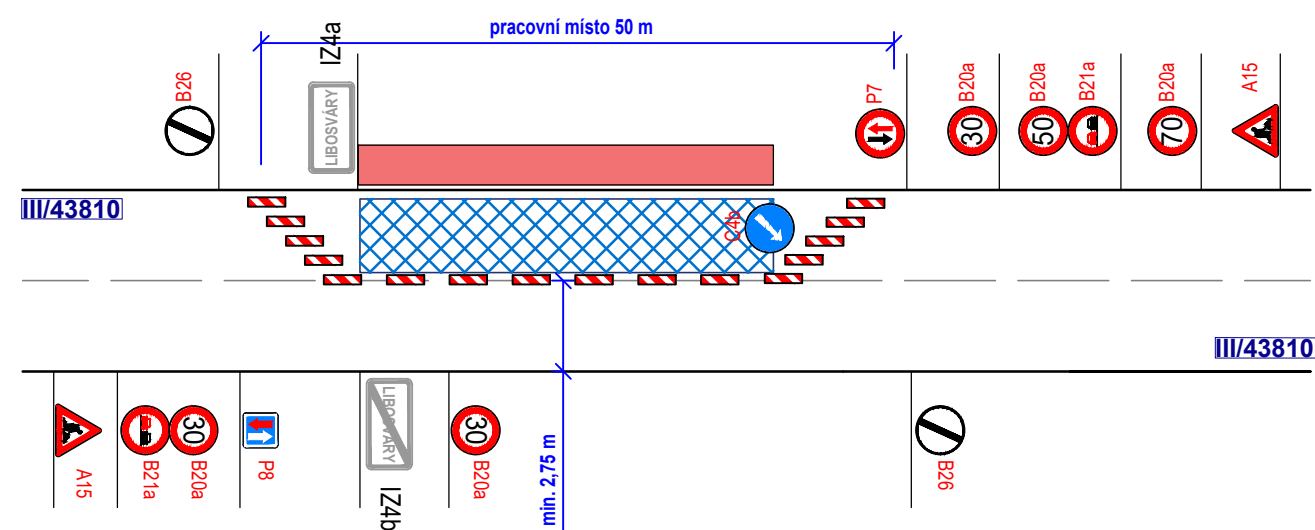 pracovní místo 50 m
IZ4a
B26
LIBOSVÁRY
P7
B20a
B20a
B21a
B20a
A15
30
50
70
III/43810
C4b
III/43810
LIBOSVÁRY
30
30
A15
B21a
B20a
P8
IZ4b
B20a
min. 2,75 m
B26